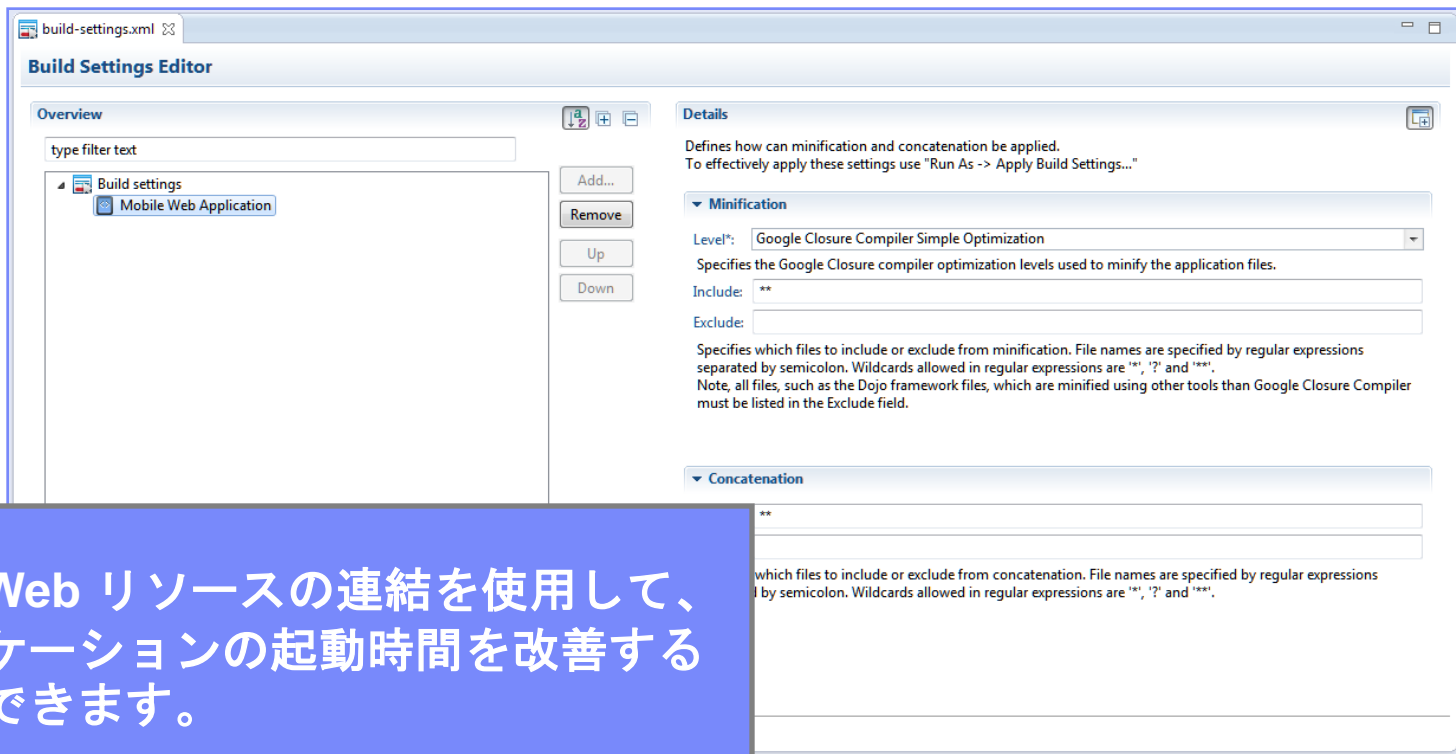 build-settings.xml
Build Settings Editor
Overview
type filter text
Build settings
Mobile Web Application
Add...
Remove
Up
Down
Details
Defines how can minification and concatenation be applied.
To effectively apply these settings use "Run As -> Apply Build Settings..."
Minification
Level*: Google Closure Compiler Simple Optimization
Specifies the Google Closure compiler optimization levels used to minify the application files.
Include: **
Exclude:
Specifies which files to include or exclude from minification. File names are specified by regular expressions
separated by semicolon. Wildcards allowed in regular expressions are '*', '?' and '**'.
Note, all files, such as the Dojo framework files, which are minified using other tools than Google Closure Compiler
must be listed in the Exclude field.
Concatenation
**
which files to include or exclude from concatenation. File names are specified by regular expressions
by semicolon. Wildcards allowed in regular expressions are '*', '?' and '**'.
Web リソースの連結を使用して、
ケーションの起動時間を改善する
できます。